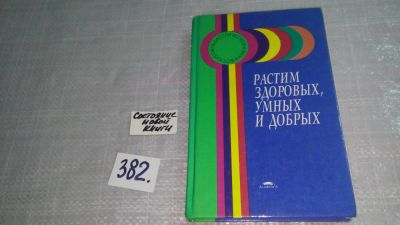 РАСТИМ
ЗДОРОВЫХ,
УМНЫХ
И ДОБРЫХ
Состояние
новой
книги
382.